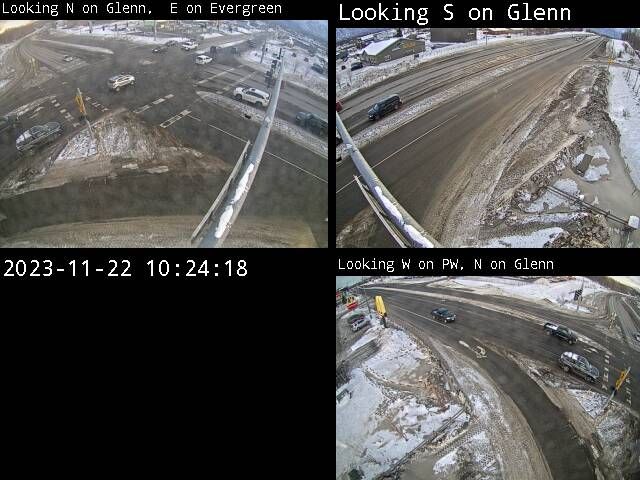 Looking N on Glenn, E on Evergreen
Looking S on Glenn
2023-11-22 10:24:18
Looking W on PW, N on Glenn